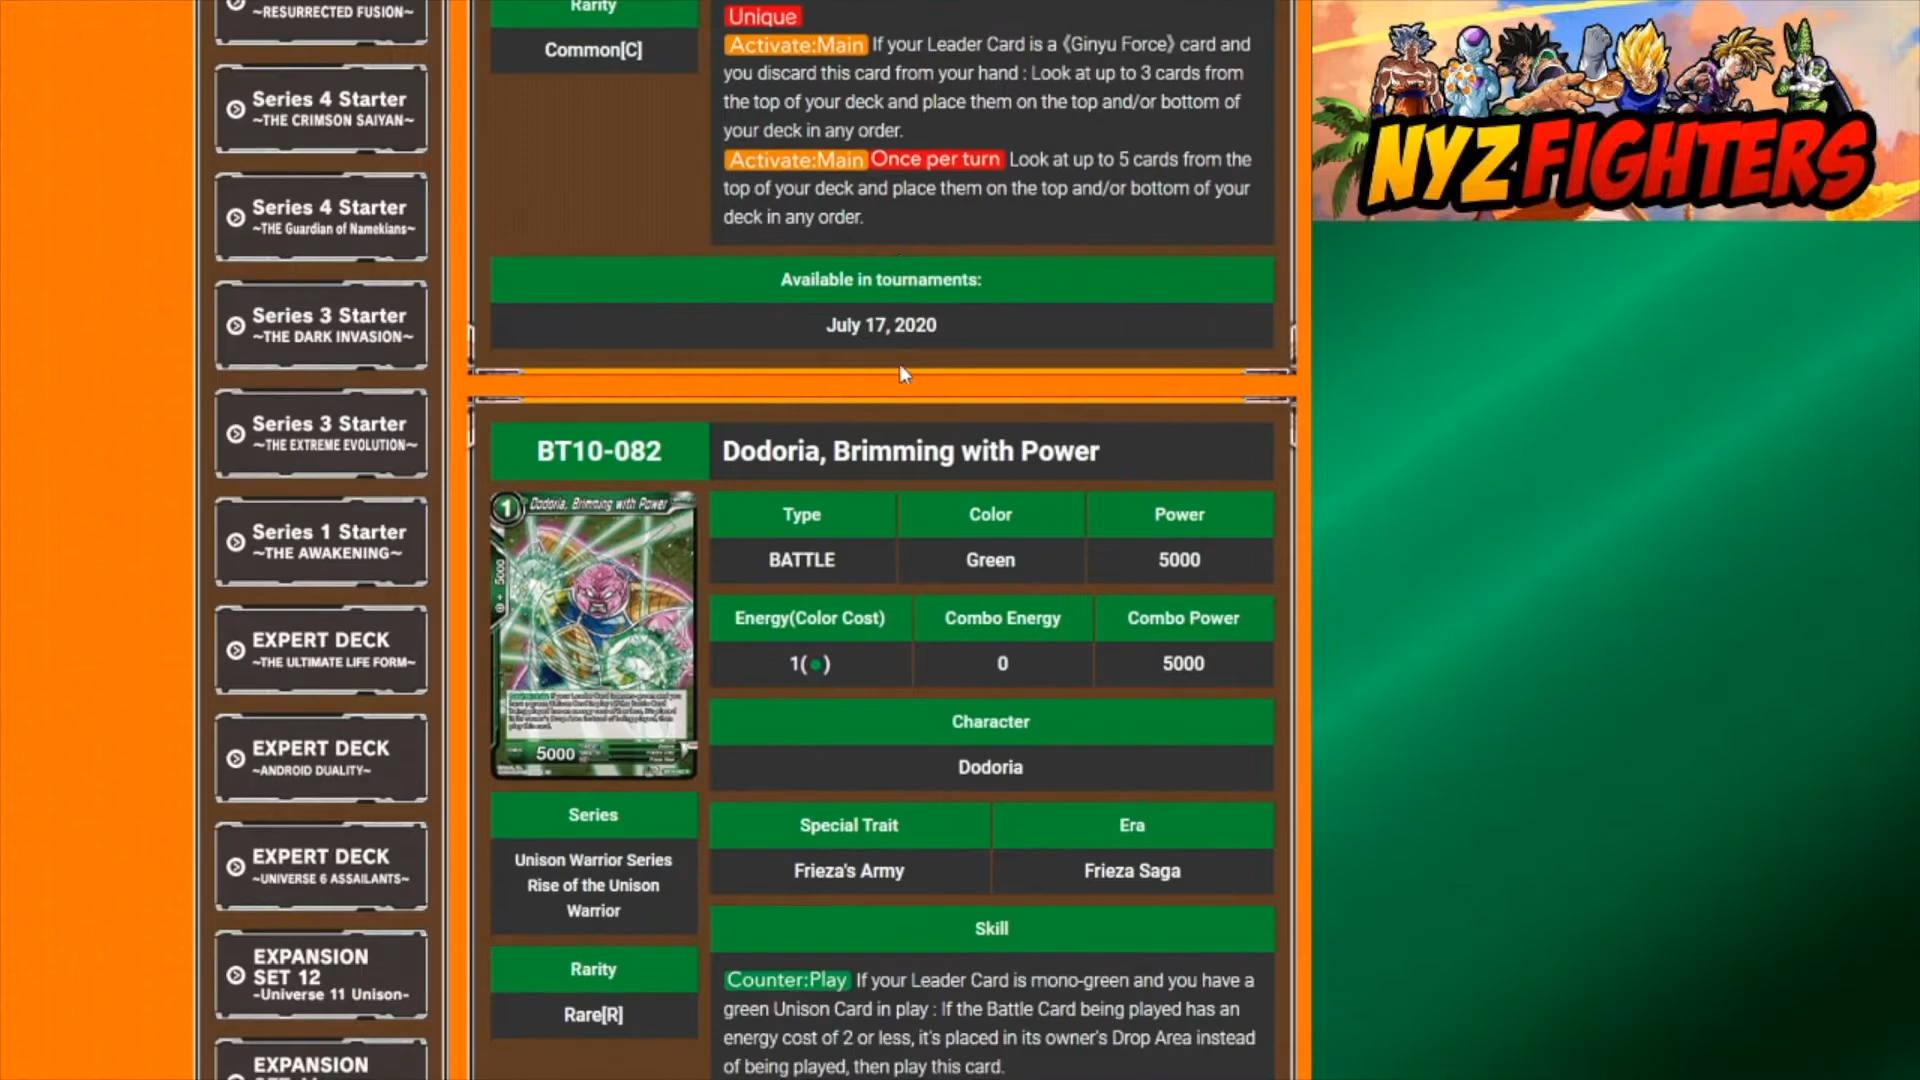 ~RESURRECTED FUSION~
Series 4 Starter
~THE CRIMSON SAIYAN~
Series 4 Starter
~THE Guardian of Namekians~
Series 3 Starter
~THE DARK INVASION~
Series 3 Starter
~THE EXTREME EVOLUTION~
Series 1 Starter
~THE AWAKENING~
EXPERT DECK
~THE ULTIMATE LIFE FORM~
EXPERT DECK
~ANDROID DUALITY~
EXPERT DECK
~UNIVERSE 6 ASSAILANTS~
EXPANSION
SET 12
-Universe 11 Unison-
EXPANSION
Rarity
Common[C]
Unique
Activate:Main If your Leader Card is a 《Ginyu Force》 card and
you discard this card from your hand : Look at up to 3 cards from
the top of your deck and place them on the top and/or bottom of
your deck in any order.
Activate:Main Once per turn Look at up to 5 cards from the
top of your deck and place them on the top and/or bottom of your
deck in any order.
Available in tournaments:
July 17, 2020
BT10-082 Dodoria, Brimming with Power
1 Dodoria, Brimming with Power
5000
5000
Type Color Power
BATTLE Green 5000
Energy(Color Cost) Combo Energy Combo Power
1(●) 0 5000
Character
Dodoria
Series
Unison Warrior Series
Rise of the Unison
Warrior
Special Trait Era
Frieza's Army Frieza Saga
Rarity
Rare[R]
Skill
Counter:Play If your Leader Card is mono-green and you have a
green Unison Card in play : If the Battle Card being played has an
energy cost of 2 or less, it's placed in its owner's Drop Area instead
of being played, then play this card.
NYZ FIGHTERS